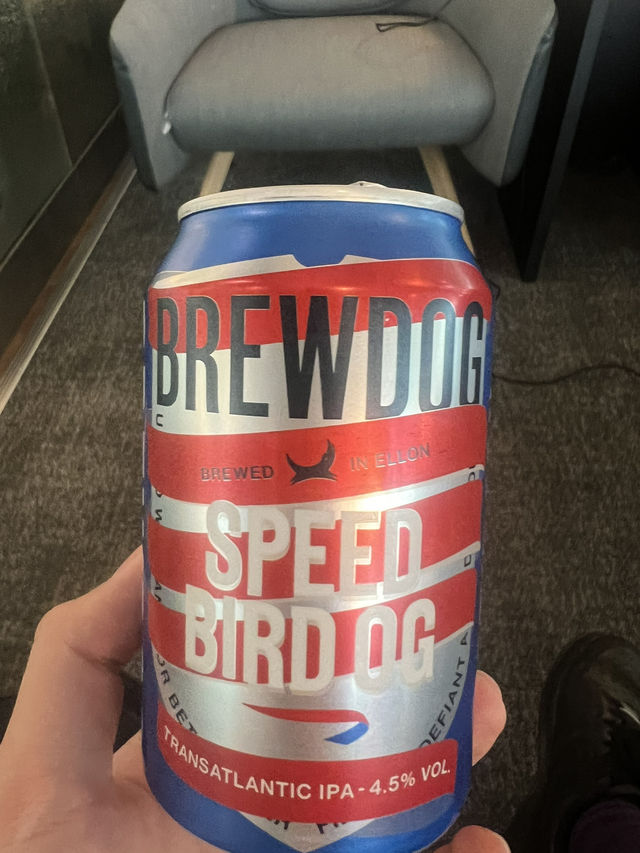 BREWDOG
BREWED IN ELLON
SPEED
BIRD OG
TRANSATLANTIC IPA - 4.5% VOL.